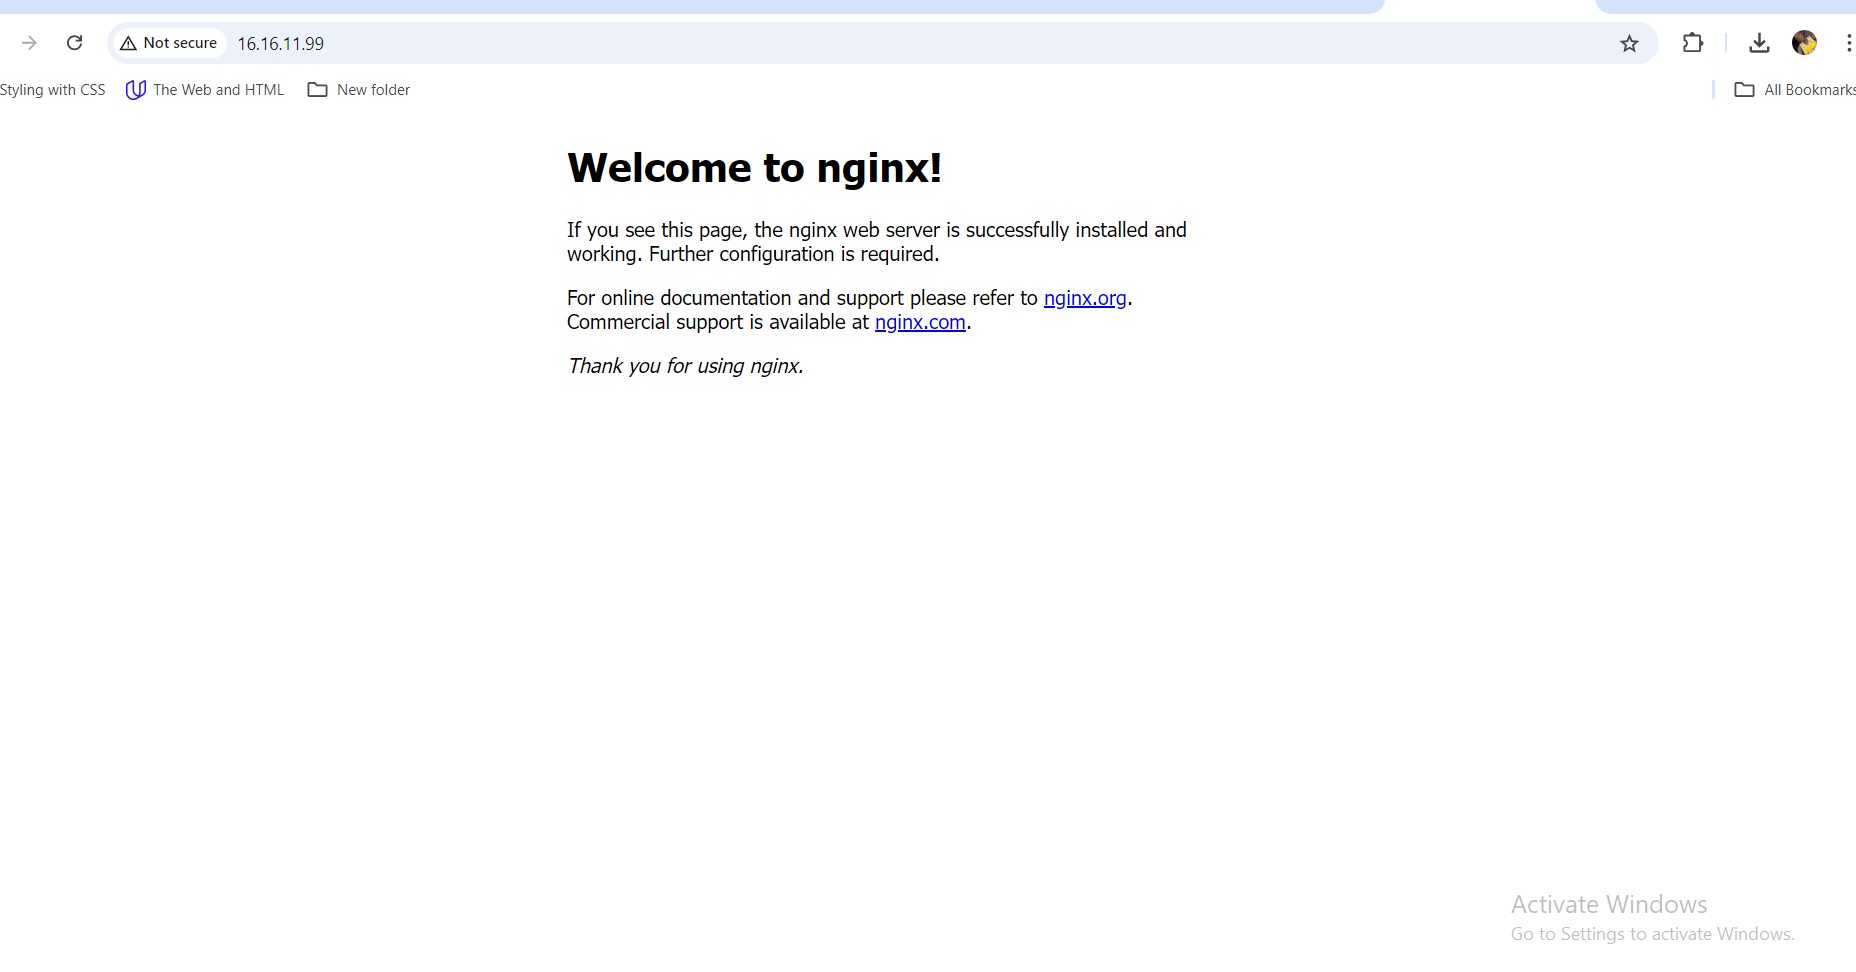 Not secure 16.16.11.99
Styling with CSS The Web and HTML New folder All Bookmarks
Welcome to nginx!
If you see this page, the nginx web server is successfully installed and
working. Further configuration is required.
For online documentation and support please refer to nginx.org.
Commercial support is available at nginx.com.
Thank you for using nginx.
Activate Windows
Go to Settings to activate Windows.